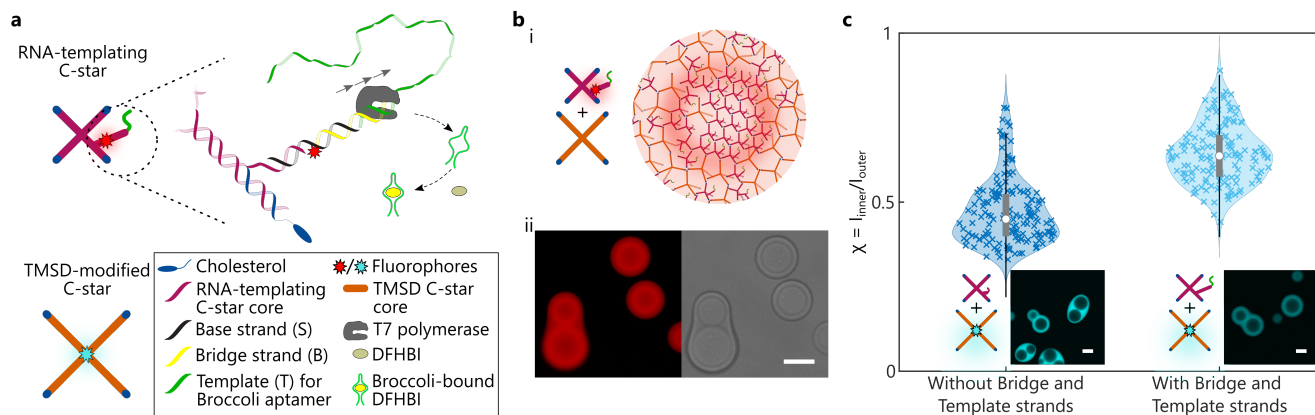 a
RNA-templating
C-star
TMSD-modified
C-star
Cholesterol
RNA-templating
C-star core
Base strand (S)
Bridge strand (B)
Template (T) for
Broccoli aptamer
/ Fluorophores
TMSD C-star
core
T7 polymerase
DFHBI
Broccoli-bound
DFHBI
b
i
+
ii
c
χ = I_inner/I_outer
1
0.5
0
+
+
Without Bridge and
Template strands
With Bridge and
Template strands